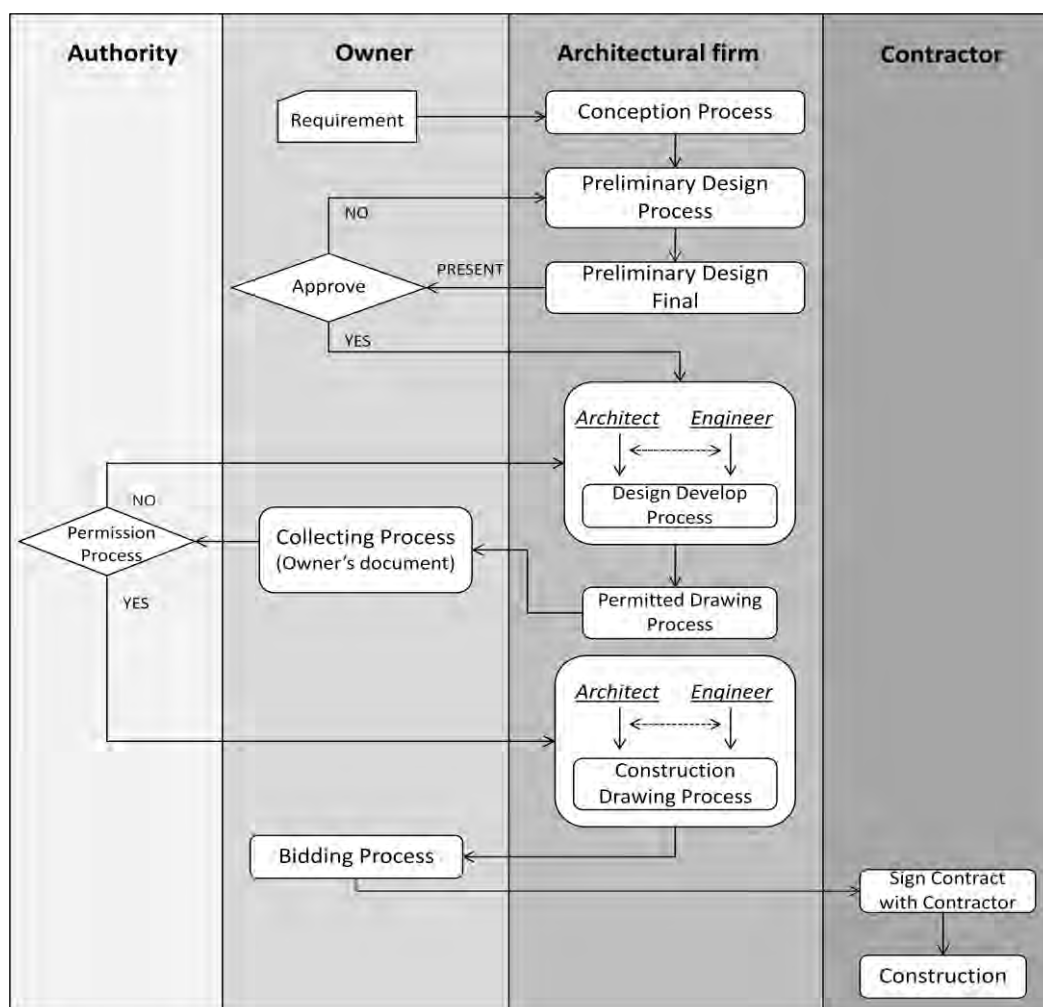 Authority
Owner
Architectural firm
Contractor
Requirement
Conception Process
Preliminary Design
Process
NO
Approve
PRESENT
Preliminary Design
Final
YES
Architect
Engineer
Design Develop
Process
NO
Permission
Process
Collecting Process
(Owner's document)
YES
Permitted Drawing
Process
Architect
Engineer
Construction
Drawing Process
Bidding Process
Sign Contract
with Contractor
Construction